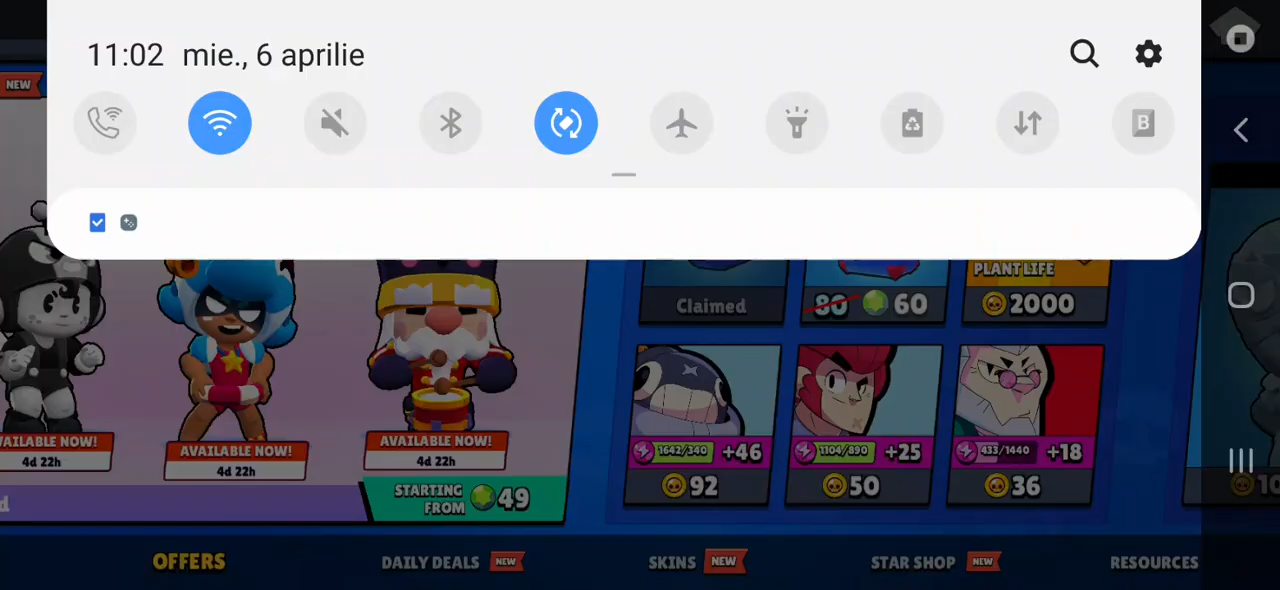 11:02 mie., 6 aprilie
B
NEW
PLANT LIFE
Claimed
80 60
2000
AVAILABLE NOW!
4d 22h
AVAILABLE NOW!
4d 22h
AVAILABLE NOW!
4d 22h
1642/340 +46
1104/890 +25
433/1440 +18
92
50
36
STARTING FROM 49
OFFERS
DAILY DEALS NEW
SKINS NEW
STAR SHOP NEW
RESOURCES